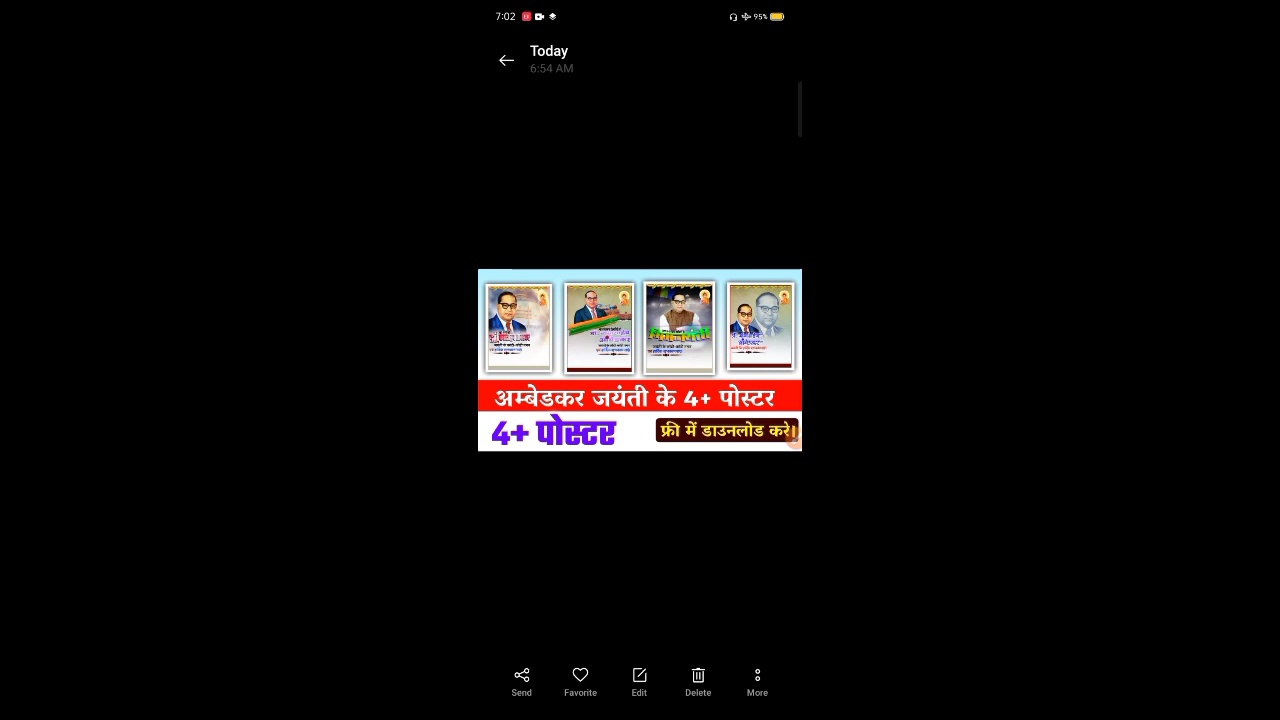 7:02
95%
Today
6:54 AM
अम्बेडकर जयंती के 4+ पोस्टर
4+ पोस्टर
फ्री में डाउनलोड करे।
Send
Favorite
Edit
Delete
More